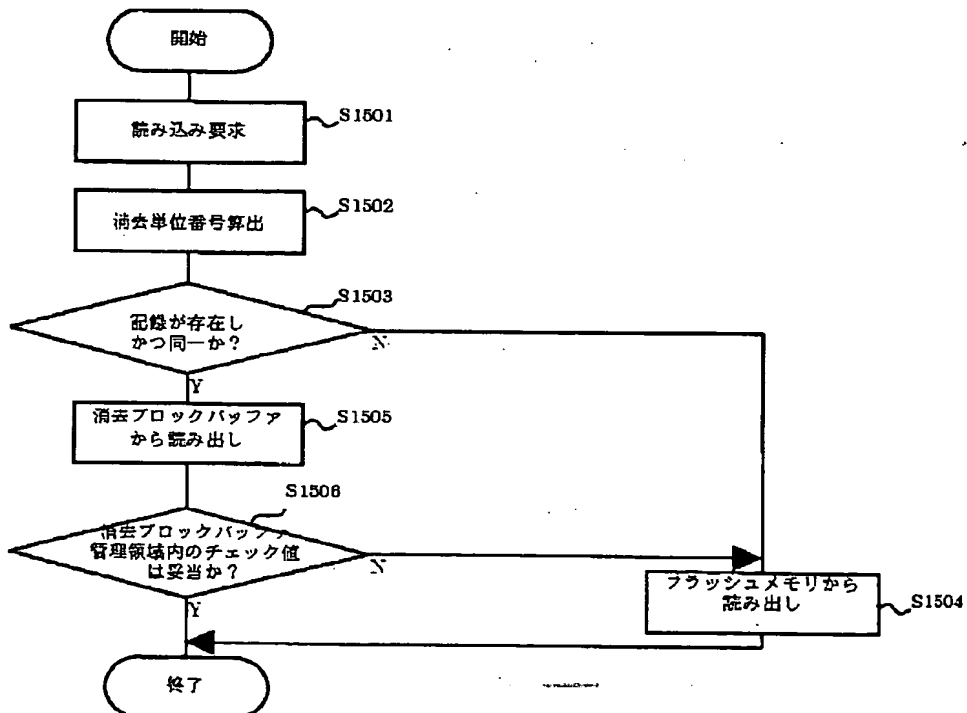 開始
読み込み要求
S1501
消去単位番号算出
S1502
S1503
記録が存在し
かつ同一か?
N
Y
消去ブロックバッファ
から読み出し
S1505
S1506
消去ブロックバッファ
管理領域内のチェック値
は妥当か?
N
Y
フラッシュメモリから
読み出し
S1504
終了